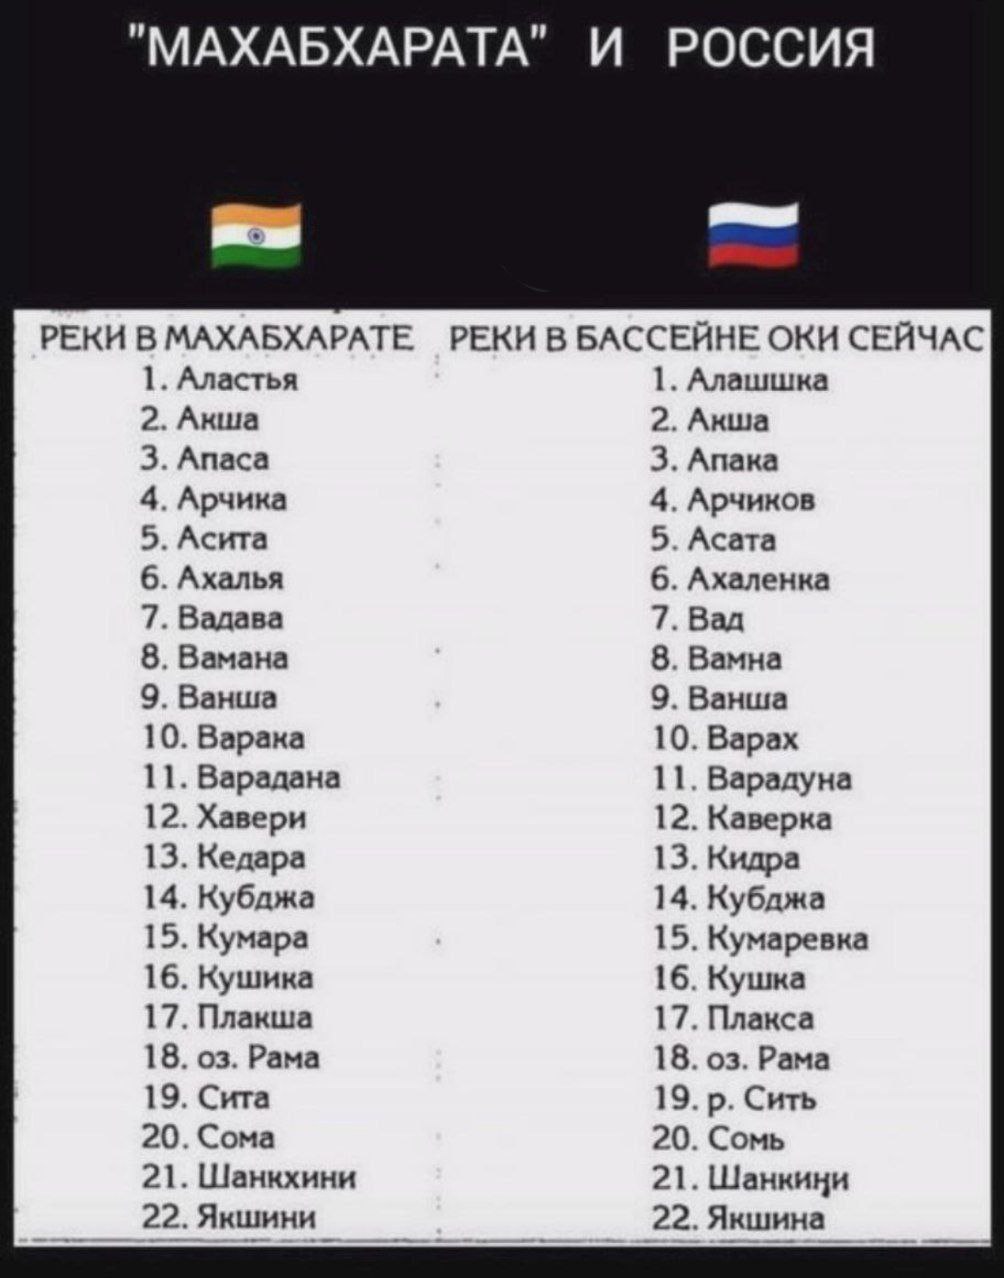 "МАХАБХАРАТА" И РОССИЯ
РЕКИ В МАХАБХАРАТЕ РЕКИ В БАССЕЙНЕ ОКИ СЕЙЧАС
1. Аластья 1. Алашшка
2. Акша 2. Акша
3. Апаса 3. Апака
4. Арчика 4. Арчиков
5. Асита 5. Асата
6. Ахалья 6. Ахаленка
7. Вадава 7. Вад
8. Вамана 8. Вамна
9. Ванша 9. Ванша
10. Варака 10. Варах
11. Варадана 11. Варадуна
12. Хавери 12. Каверка
13. Кедара 13. Кидра
14. Кубджа 14. Кубджа
15. Кумара 15. Кумаревка
16. Кушика 16. Кушка
17. Плакша 17. Плакса
18. оз. Рама 18. оз. Рама
19. Сита 19. р. Сить
20. Сома 20. Сомь
21. Шанкхини 21. Шанкини
22. Якшини 22. Якшина